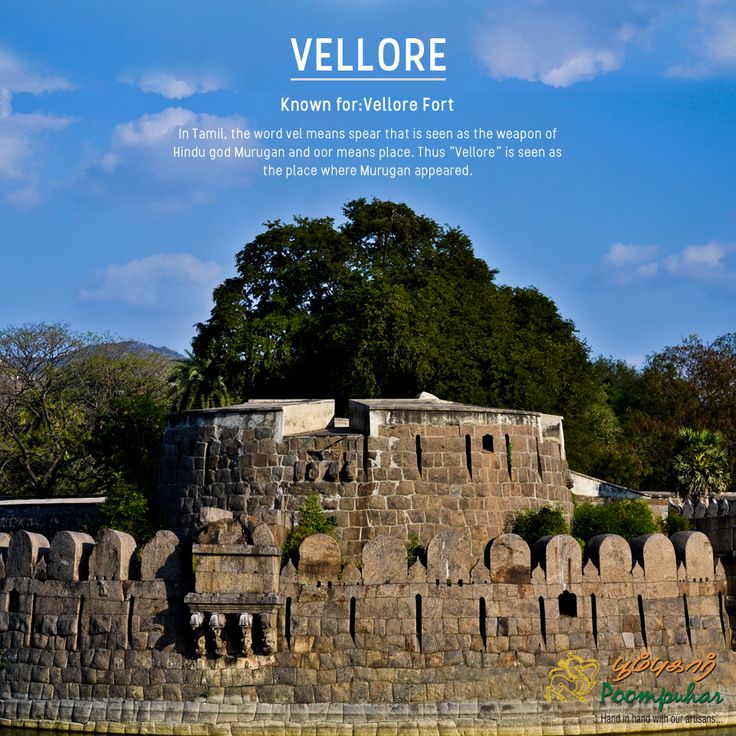 VELLORE
Known for:Vellore Fort
In Tamil, the word vel means spear that is seen as the weapon of
Hindu god Murugan and oor means place. Thus "Vellore" is seen as
the place where Murugan appeared.
பூம்புகார்
Poompuhar
Hand in hand with our artisans...